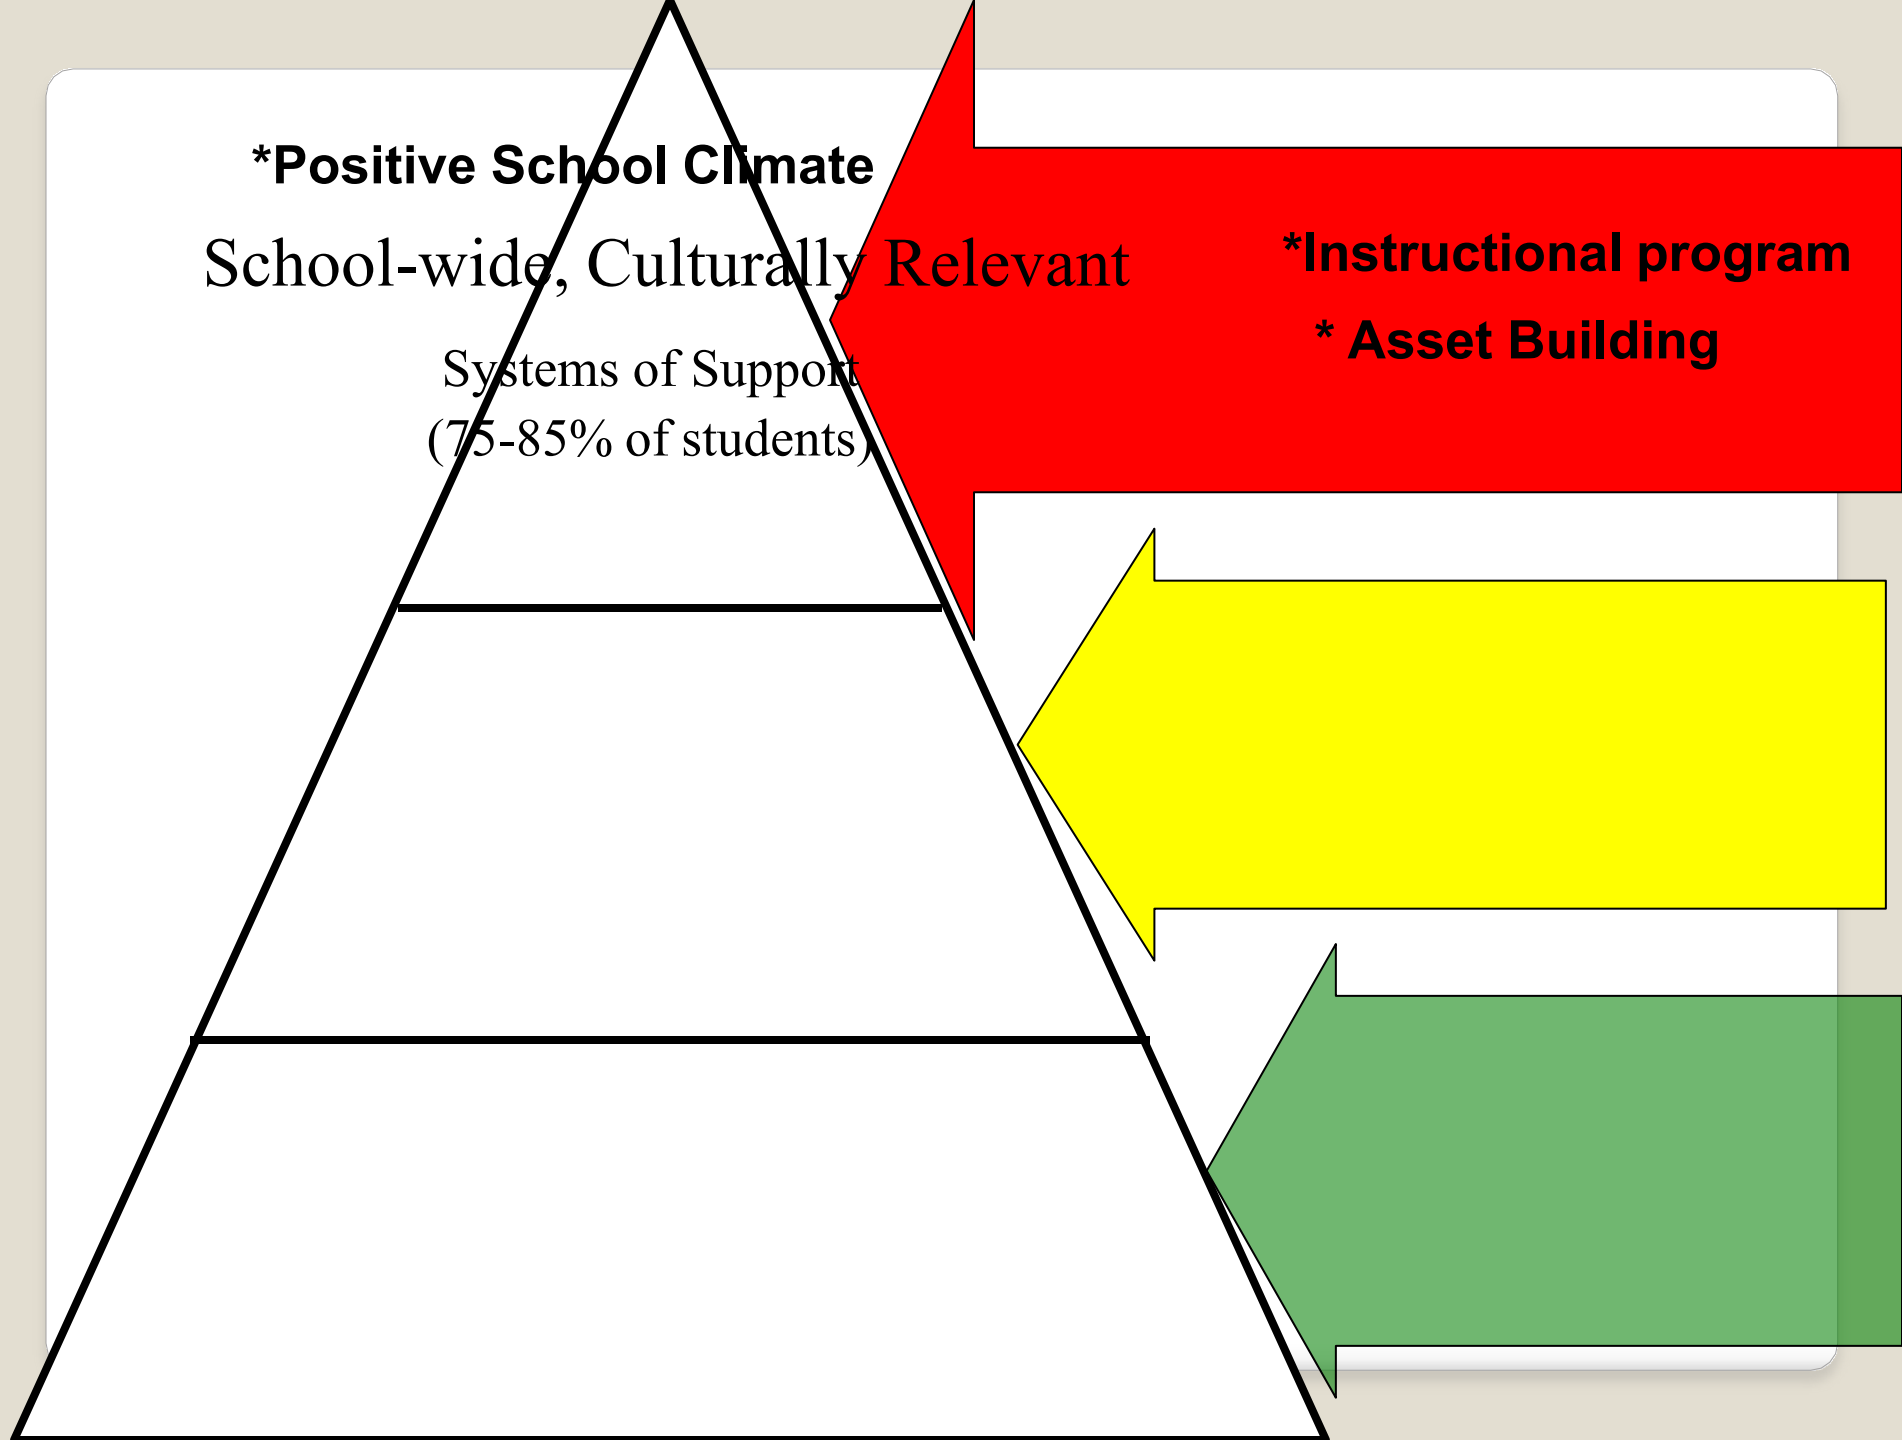 *Positive School Climate
School-wide, Culturally Relevant
Systems of Support
(75-85% of students)
*Instructional program
* Asset Building